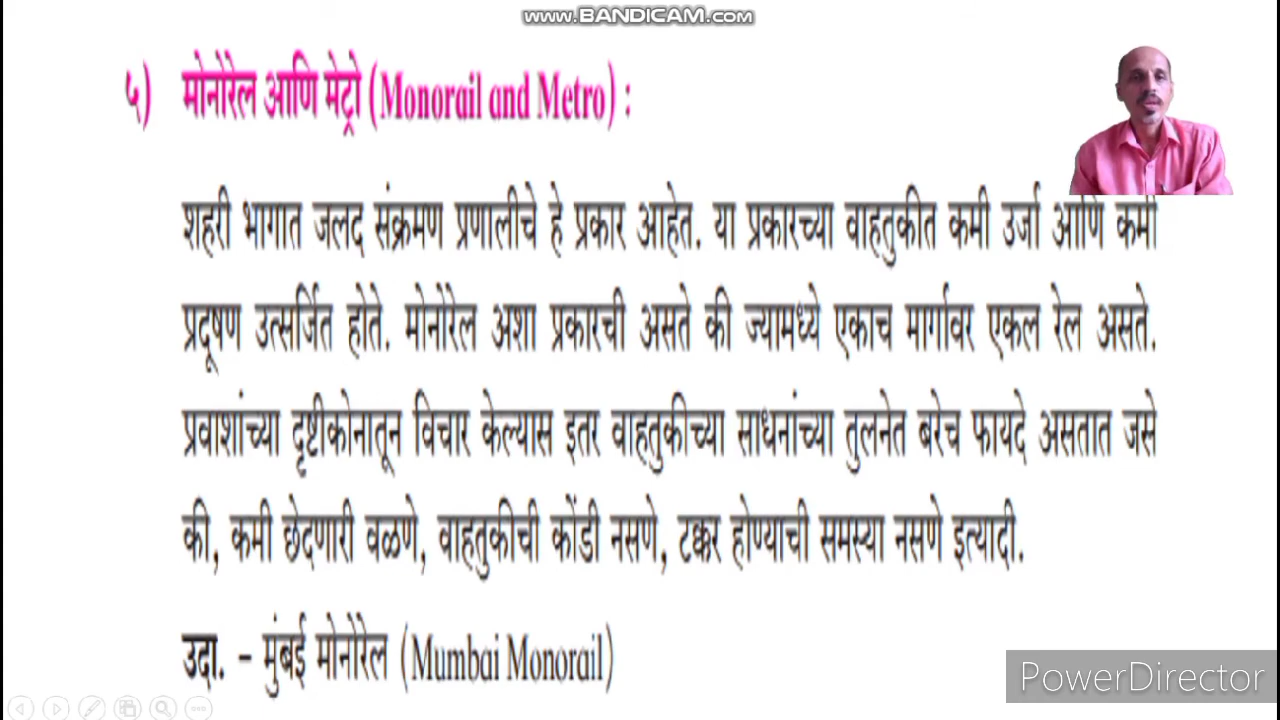 www.BANDICAM.com
५) मोनोरेल आणि मेट्रो (Monorail and Metro) :
शहरी भागात जलद संक्रमण प्रणालीचे हे प्रकार आहेत. या प्रकारच्या वाहतुकीत कमी उर्जा आणि कमी
प्रदूषण उत्सर्जित होते. मोनोरेल अशा प्रकारची असते की ज्यामध्ये एकाच मार्गावर एकल रेल असते.
प्रवाशांच्या दृष्टीकोनातून विचार केल्यास इतर वाहतुकीच्या साधनांच्या तुलनेत बरेच फायदे असतात जसे
की, कमी छेदणारी वळणे, वाहतुकीची कोंडी नसणे, टक्कर होण्याची समस्या नसणे इत्यादी.
उदा. – मुंबई मोनोरेल (Mumbai Monorail)
PowerDirector